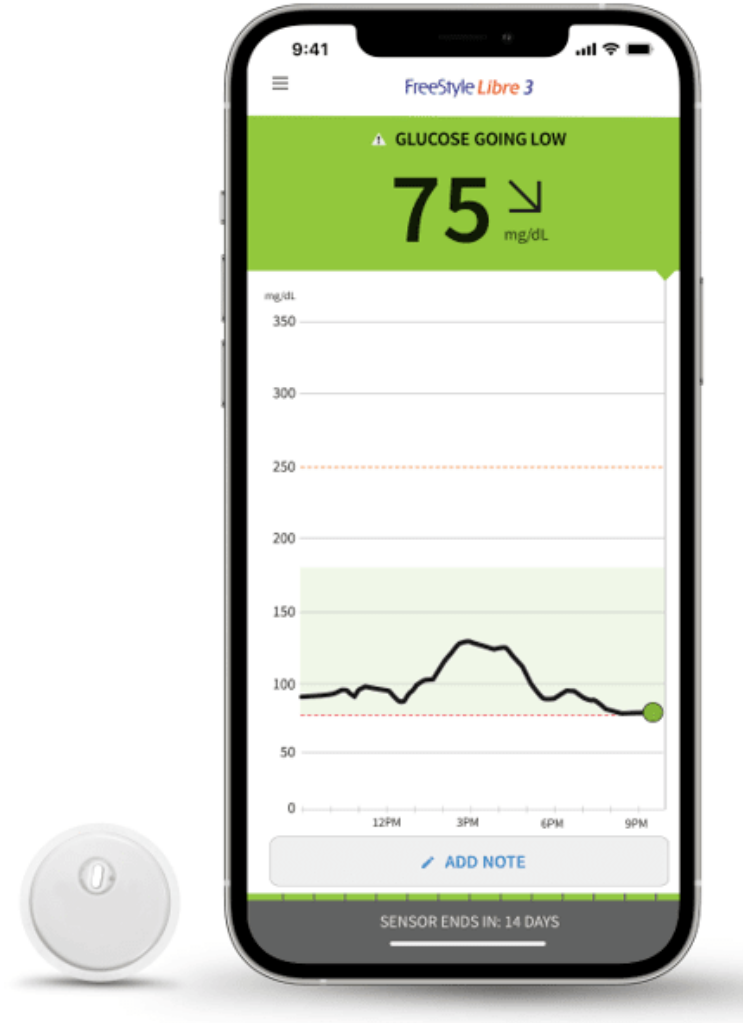 9:41
FreeStyle Libre 3
GLUCOSE GOING LOW
75
mg/dL
mg/dL
350
300
250
200
150
100
50
0
12PM 3PM 6PM 9PM
ADD NOTE
SENSOR ENDS IN: 14 DAYS